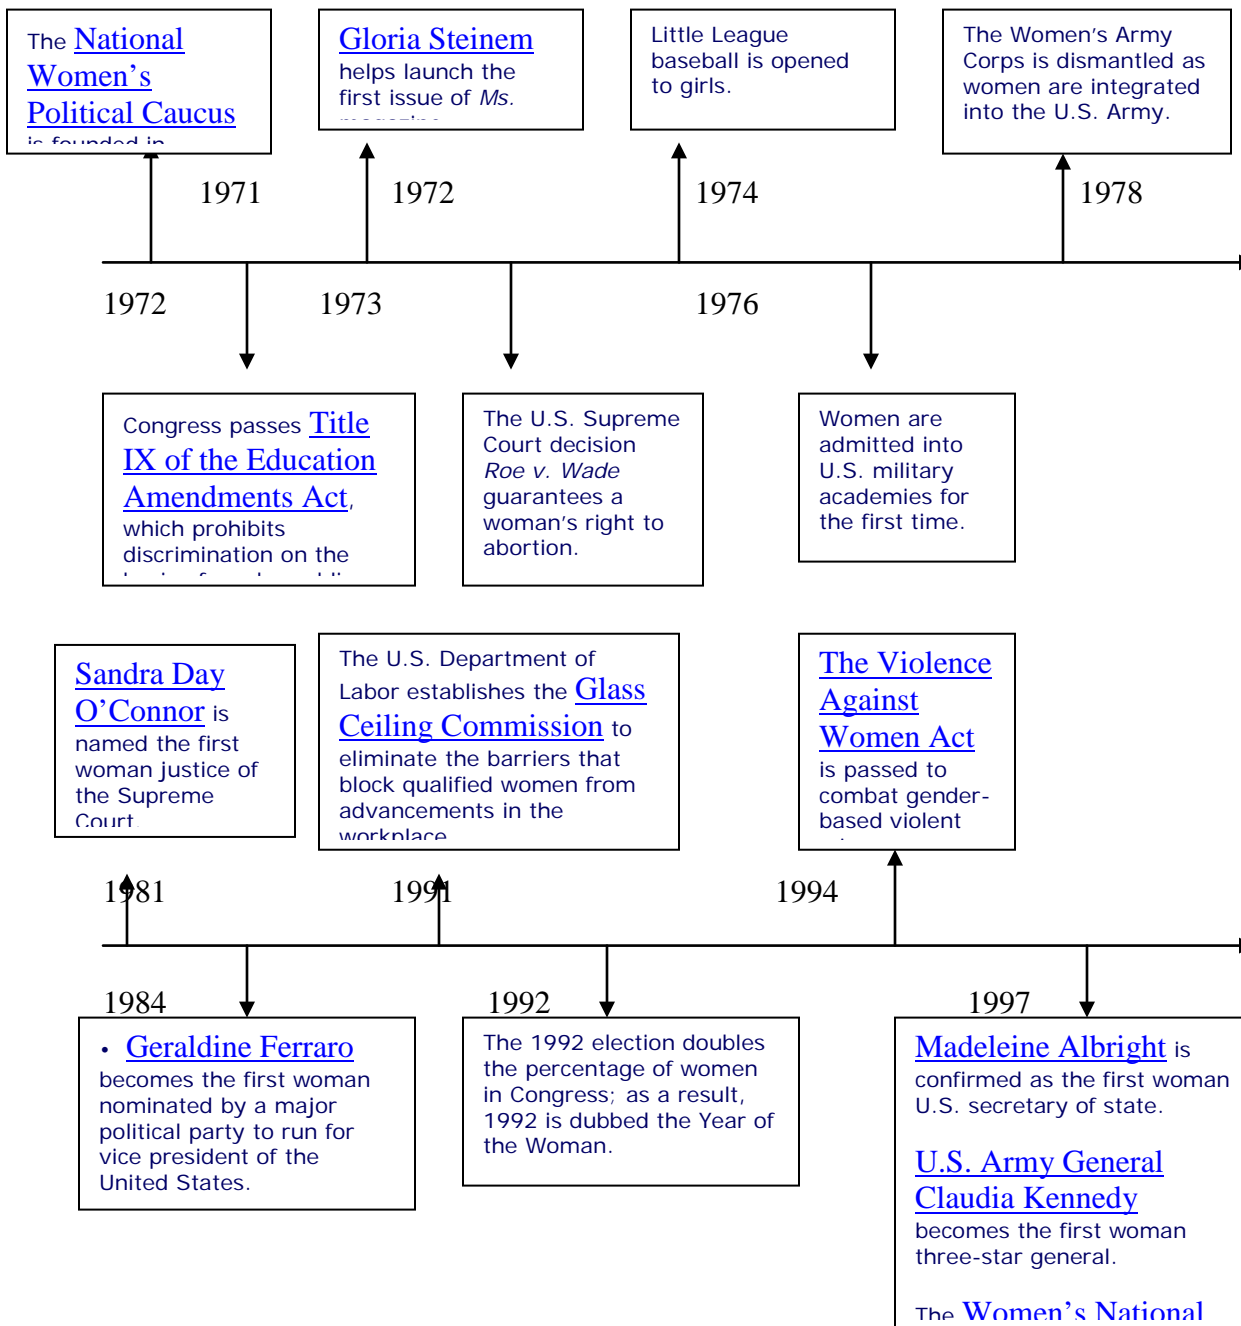 The National
Women's
Political Caucus
is founded in
Gloria Steinem
helps launch the
first issue of Ms.
magazine
Little League
baseball is opened
to girls.
The Women's Army
Corps is dismantled as
women are integrated
into the U.S. Army.
1971
1972
1974
1978
1972
1973
1976
Congress passes Title
IX of the Education
Amendments Act,
which prohibits
discrimination on the
The U.S. Supreme
Court decision
Roe v. Wade
guarantees a
woman's right to
abortion.
Women are
admitted into
U.S. military
academies for
the first time.
Sandra Day
O'Connor is
named the first
woman justice of
the Supreme
Court.
The U.S. Department of
Labor establishes the Glass
Ceiling Commission to
eliminate the barriers that
block qualified women from
advancements in the
workplace
The Violence
Against
Women Act
is passed to
combat gender-
based violent
1981
1991
1994
1984
1992
1997
• Geraldine Ferraro
becomes the first woman
nominated by a major
political party to run for
vice president of the
United States.
The 1992 election doubles
the percentage of women
in Congress; as a result,
1992 is dubbed the Year of
the Woman.
Madeleine Albright is
confirmed as the first woman
U.S. secretary of state.
U.S. Army General
Claudia Kennedy
becomes the first woman
three-star general.
The Women's National